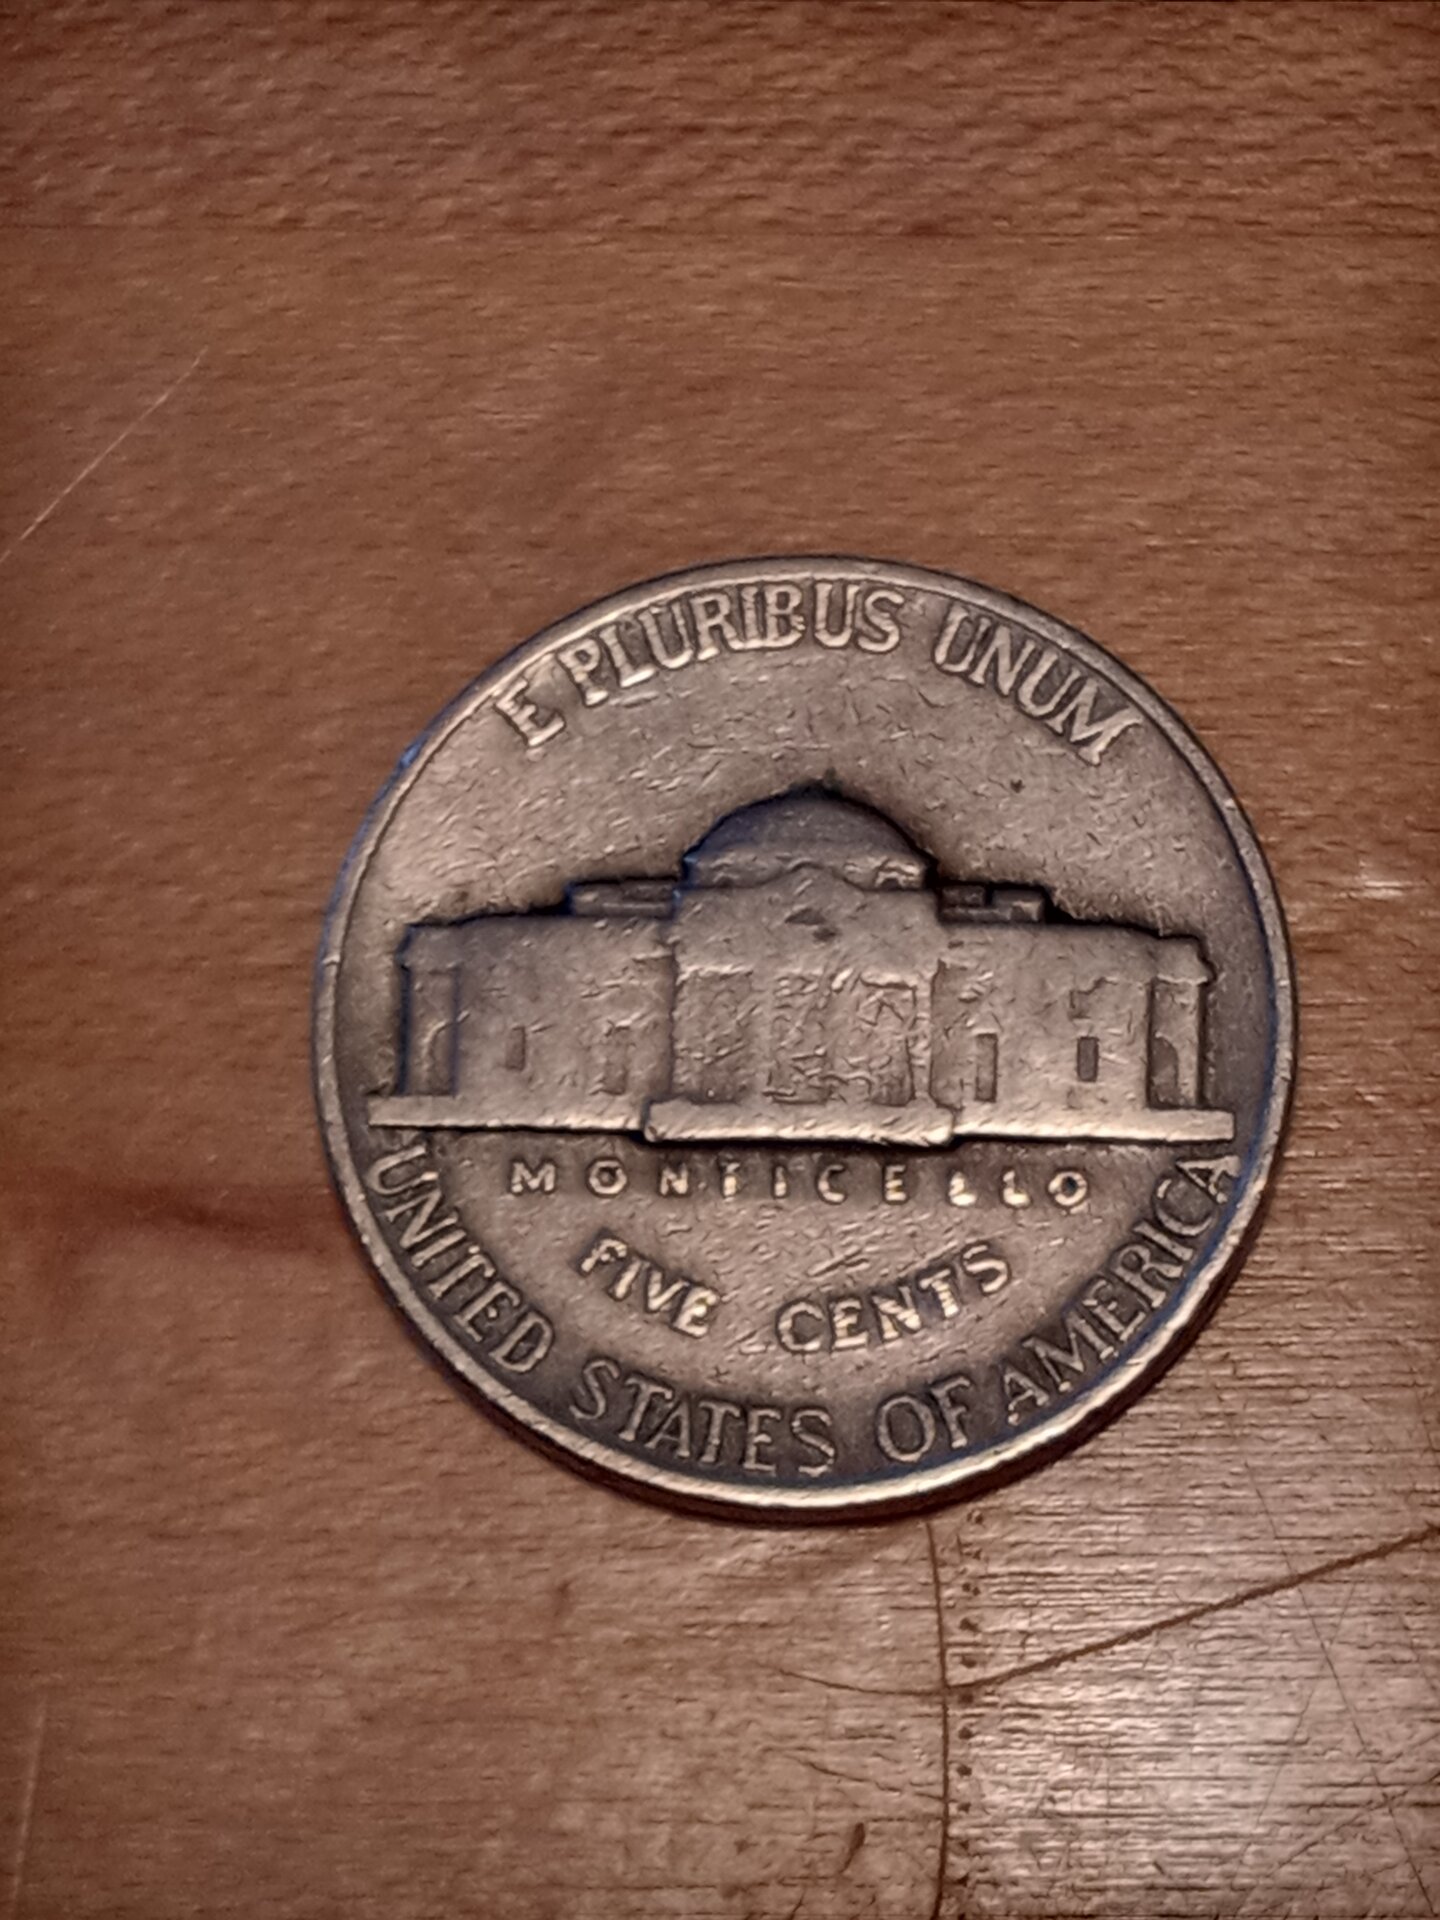 E PLURIBUS UNUM
MONTICELLO
FIVE CENTS
UNITED STATES OF AMERICA